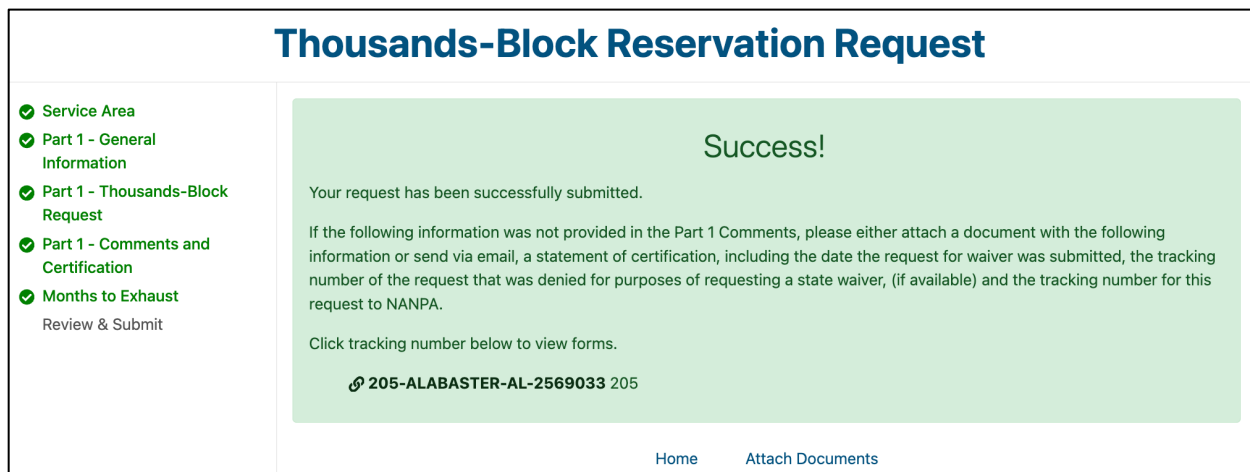 Thousands-Block Reservation Request
Service Area
Part 1 - General
Information
Part 1 - Thousands-Block
Request
Part 1 - Comments and
Certification
Months to Exhaust
Review & Submit
Success!
Your request has been successfully submitted.
If the following information was not provided in the Part 1 Comments, please either attach a document with the following
information or send via email, a statement of certification, including the date the request for waiver was submitted, the tracking
number of the request that was denied for purposes of requesting a state waiver, (if available) and the tracking number for this
request to NANPA.
Click tracking number below to view forms.
205-ALABASTER-AL-2569033 205
Home Attach Documents